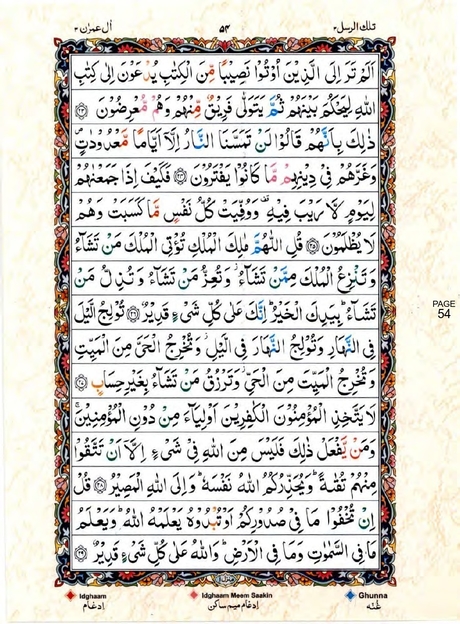 تلك الرسل ٣ ٥٤ اٰل عمرٰن ٣
اَلَمْ تَرَ اِلَى الَّذِيْنَ اُوْتُوْا نَصِيْبًا مِّنَ الْكِتٰبِ يُدْعَوْنَ اِلٰى كِتٰبِ
اللّٰهِ لِيَحْكُمَ بَيْنَهُمْ ثُمَّ يَتَوَلّٰى فَرِيْقٌ مِّنْهُمْ وَهُمْ مُّعْرِضُوْنَ ﴿٢٣﴾
ذٰلِكَ بِاَنَّهُمْ قَالُوْا لَنْ تَمَسَّنَا النَّارُ اِلَّاۤ اَيَّامًا مَّعْدُوْدٰتٍ
وَغَرَّهُمْ فِيْ دِيْنِهِمْ مَّا كَانُوْا يَفْتَرُوْنَ ﴿٢٤﴾ فَكَيْفَ اِذَا جَمَعْنٰهُمْ
لِيَوْمٍ لَّا رَيْبَ فِيْهِ وَوُفِّيَتْ كُلُّ نَفْسٍ مَّا كَسَبَتْ وَهُمْ
لَا يُظْلَمُوْنَ ﴿٢٥﴾ قُلِ اللّٰهُمَّ مٰلِكَ الْمُلْكِ تُؤْتِى الْمُلْكَ مَنْ تَشَآءُ
وَتَنْزِعُ الْمُلْكَ مِمَّنْ تَشَآءُ وَتُعِزُّ مَنْ تَشَآءُ وَتُذِلُّ مَنْ
تَشَآءُ بِيَدِكَ الْخَيْرُ اِنَّكَ عَلٰى كُلِّ شَيْءٍ قَدِيْرٌ ﴿٢٦﴾ تُوْلِجُ الَّيْلَ
فِى النَّهَارِ وَتُوْلِجُ النَّهَارَ فِى الَّيْلِ وَتُخْرِجُ الْحَيَّ مِنَ الْمَيِّتِ
وَتُخْرِجُ الْمَيِّتَ مِنَ الْحَيِّ وَتَرْزُقُ مَنْ تَشَآءُ بِغَيْرِ حِسَابٍ ﴿٢٧﴾
لَا يَتَّخِذِ الْمُؤْمِنُوْنَ الْكٰفِرِيْنَ اَوْلِيَآءَ مِنْ دُوْنِ الْمُؤْمِنِيْنَ
وَمَنْ يَّفْعَلْ ذٰلِكَ فَلَيْسَ مِنَ اللّٰهِ فِيْ شَيْءٍ اِلَّاۤ اَنْ تَتَّقُوْا
مِنْهُمْ تُقٰىةً وَيُحَذِّرُكُمُ اللّٰهُ نَفْسَهٗ وَاِلَى اللّٰهِ الْمَصِيْرُ ﴿٢٨﴾ قُلْ
اِنْ تُخْفُوْا مَا فِيْ صُدُوْرِكُمْ اَوْ تُبْدُوْهُ يَعْلَمْهُ اللّٰهُ وَيَعْلَمُ
مَا فِى السَّمٰوٰتِ وَمَا فِى الْاَرْضِ وَاللّٰهُ عَلٰى كُلِّ شَيْءٍ قَدِيْرٌ ﴿٢٩﴾
PAGE
54
Idghaam Idghaam Meem Saakin Ghunna
ادغام ادغام میم ساکن غنّہ